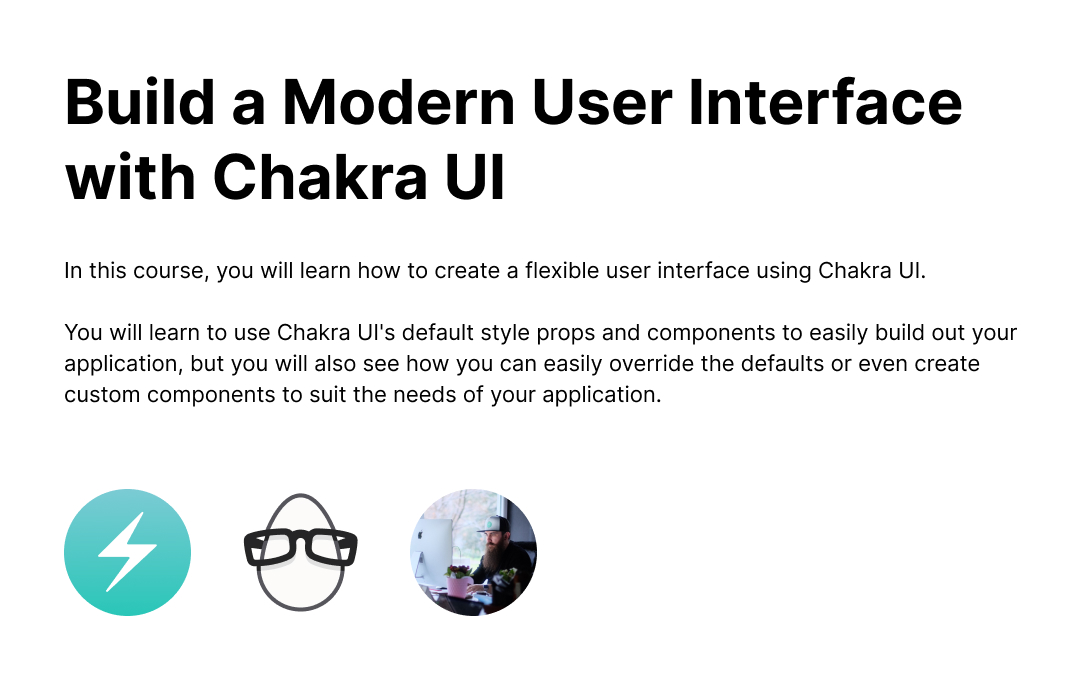 Build a Modern User Interface
with Chakra UI
In this course, you will learn how to create a flexible user interface using Chakra UI.
You will learn to use Chakra UI's default style props and components to easily build out your
application, but you will also see how you can easily override the defaults or even create
custom components to suit the needs of your application.